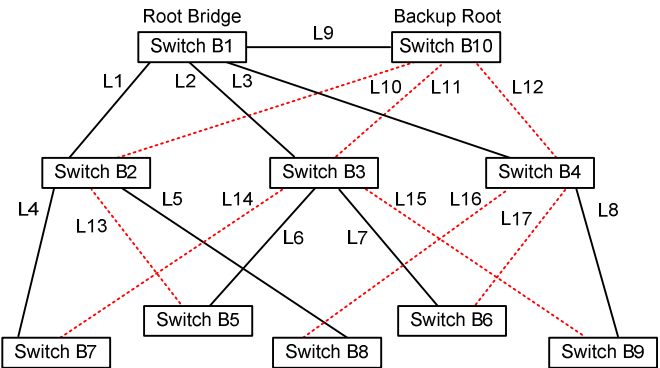 Root Bridge
Backup Root
L9
Switch B1
Switch B10
L1
L2
L3
L10
L11
L12
Switch B2
Switch B3
Switch B4
L4
L13
L5
L14
L15
L16
L17
L8
L6
L7
Switch B5
Switch B6
Switch B7
Switch B8
Switch B9